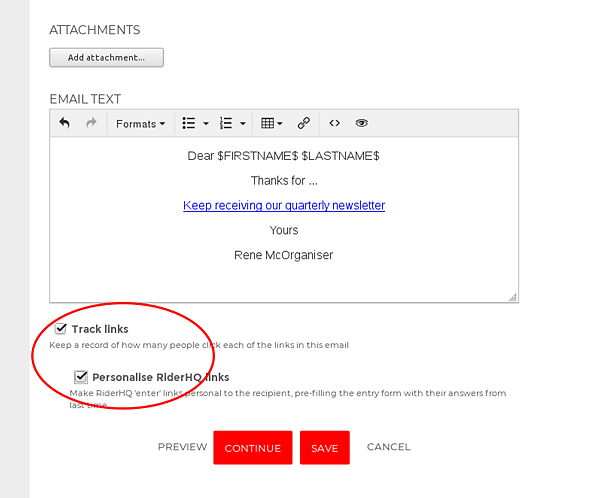 ATTACHMENTS
Add attachment...
EMAIL TEXT
Formats
Dear $FIRSTNAME$ $LASTNAME$
Thanks for ...
Keep receiving our quarterly newsletter
Yours
Rene McOrganiser
Track links
Keep a record of how many people click each of the links in this email
Personalise RiderHQ links
Make RiderHQ 'enter' links personal to the recipient, pre-filling the entry form with their answers from
last time
PREVIEW CONTINUE SAVE CANCEL